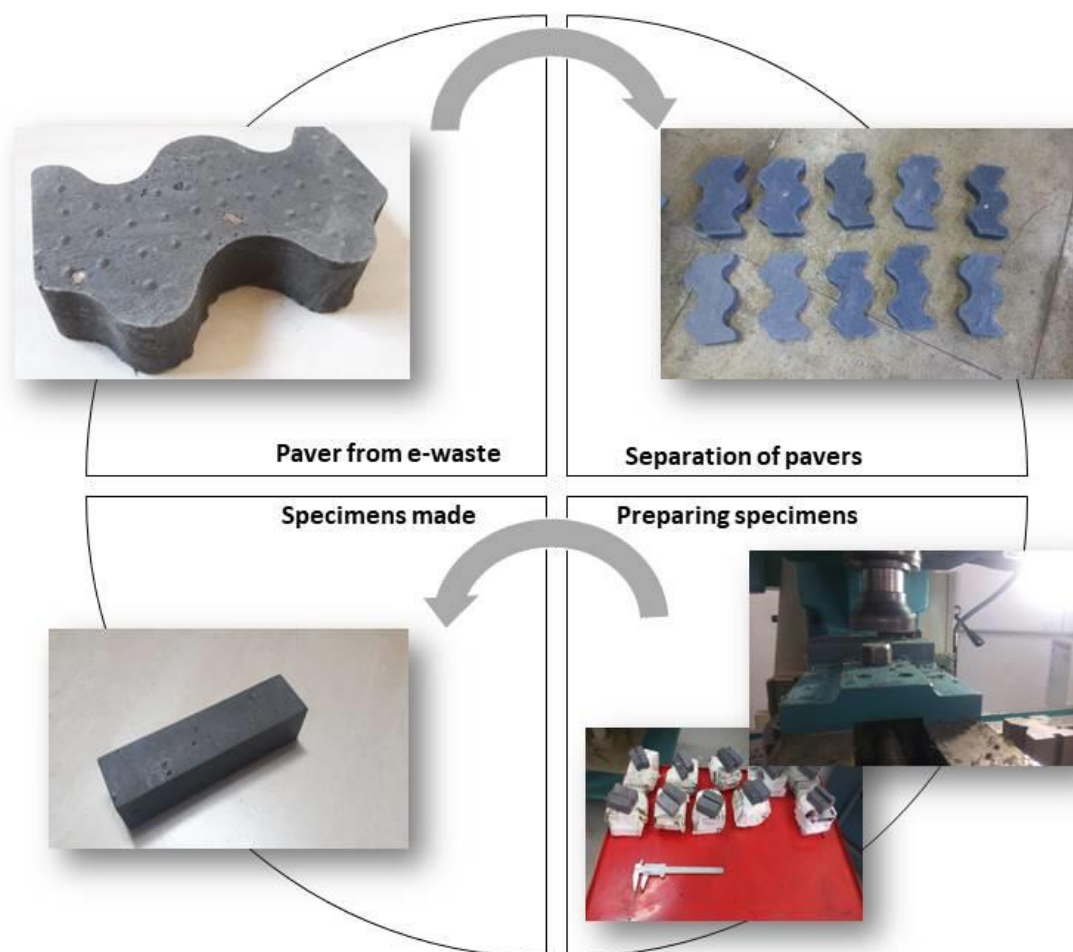 Paver from e-waste
Separation of pavers
Specimens made
Preparing specimens